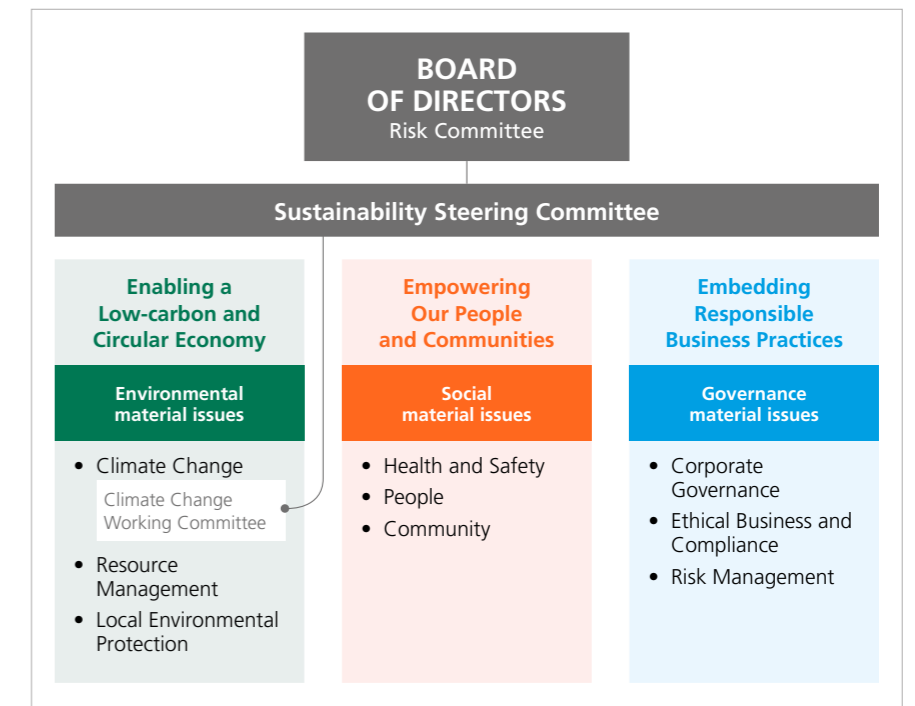 BOARD
OF DIRECTORS
Risk Committee
Sustainability Steering Committee
Enabling a
Low-carbon and
Circular Economy
Environmental
material issues
• Climate Change
Climate Change
Working Committee
• Resource
Management
• Local Environmental
Protection
Empowering
Our People
and Communities
Social
material issues
• Health and Safety
• People
• Community
Embedding
Responsible
Business Practices
Governance
material issues
• Corporate
Governance
• Ethical Business and
Compliance
• Risk Management